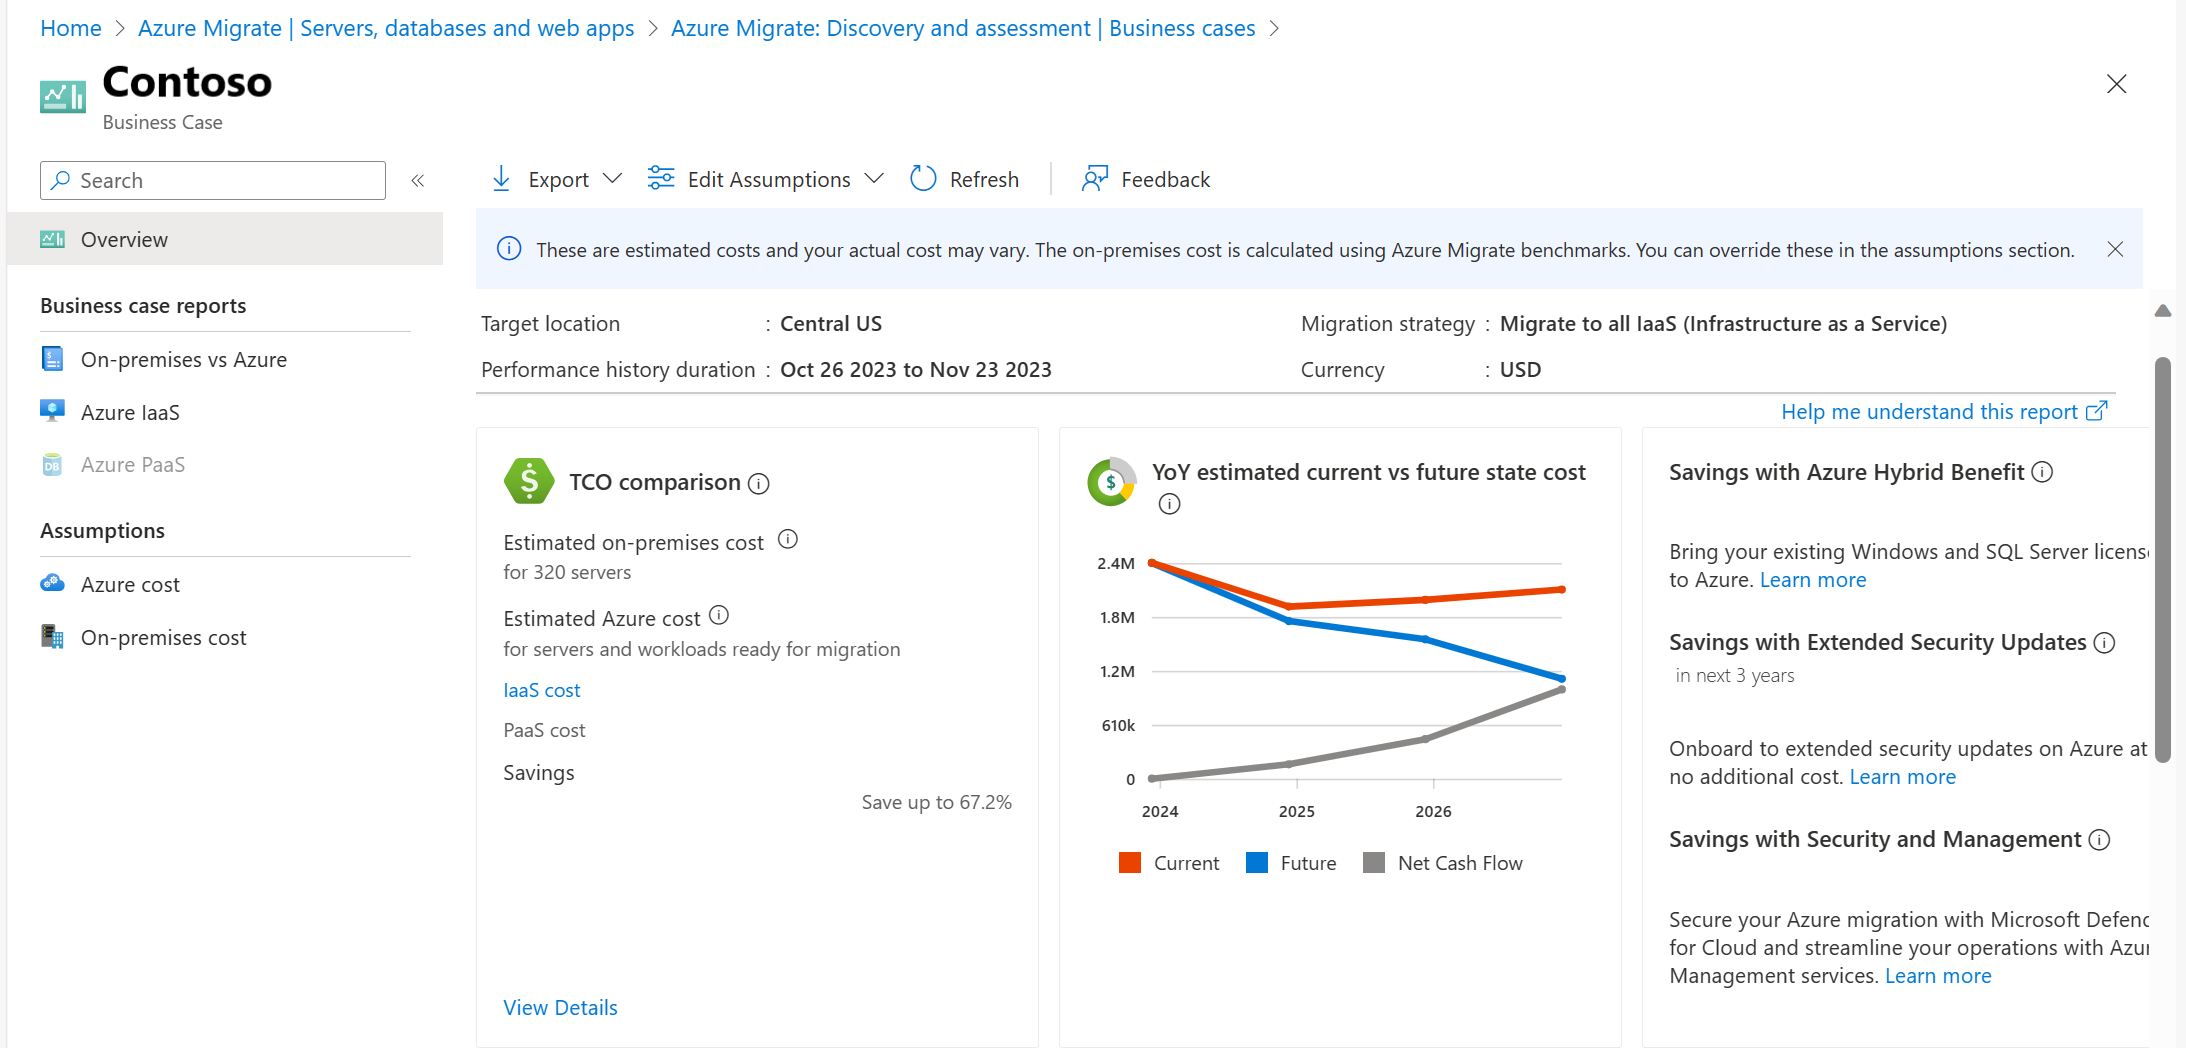 Home > Azure Migrate | Servers, databases and web apps > Azure Migrate: Discovery and assessment | Business cases >
Contoso
Business Case
Search
«
Overview
Business case reports
On-premises vs Azure
Azure IaaS
DB
Azure PaaS
Assumptions
Azure cost
On-premises cost
Export
Edit Assumptions
Refresh
Feedback
These are estimated costs and your actual cost may vary. The on-premises cost is calculated using Azure Migrate benchmarks. You can override these in the assumptions section.
Target location : Central US
Migration strategy : Migrate to all IaaS (Infrastructure as a Service)
Performance history duration : Oct 26 2023 to Nov 23 2023
Currency : USD
Help me understand this report
$ TCO comparison
Estimated on-premises cost
for 320 servers
Estimated Azure cost
for servers and workloads ready for migration
IaaS cost
PaaS cost
Savings
Save up to 67.2%
View Details
$ YoY estimated current vs future state cost
2.4M
1.8M
1.2M
610k
0
2024 2025 2026
Current Future Net Cash Flow
Savings with Azure Hybrid Benefit
Bring your existing Windows and SQL Server license
to Azure. Learn more
Savings with Extended Security Updates
in next 3 years
Onboard to extended security updates on Azure at
no additional cost. Learn more
Savings with Security and Management
Secure your Azure migration with Microsoft Defenc
for Cloud and streamline your operations with Azur
Management services. Learn more